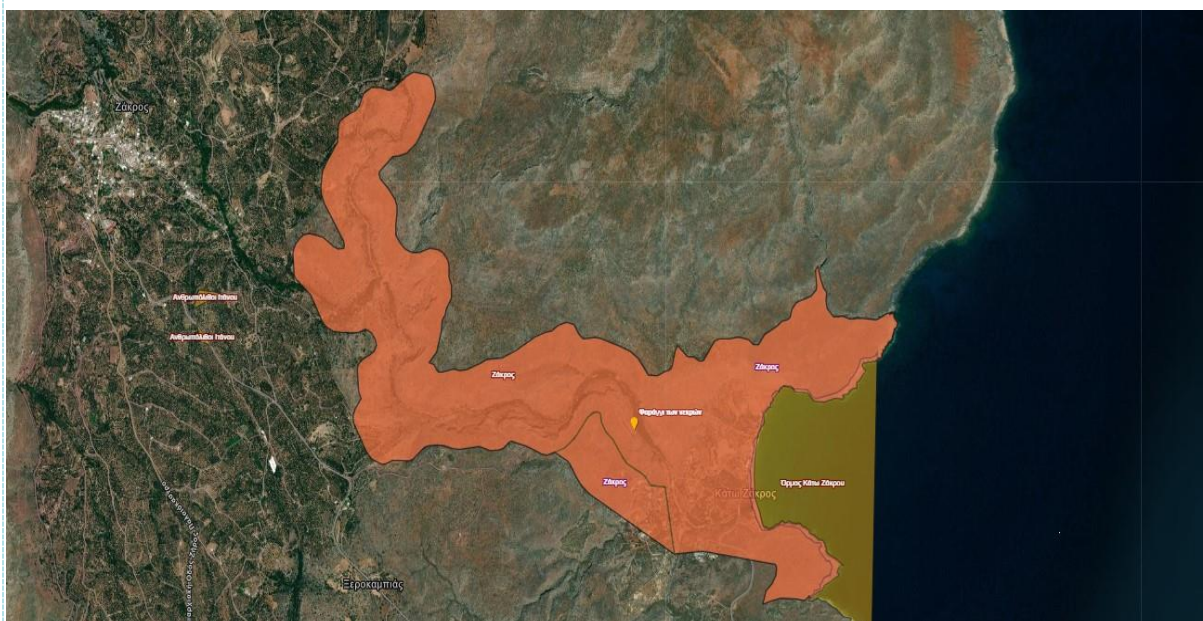 Ζάκρος
Ανθρωπόλιθοι Ιτάνου
Ανθρωπόλιθοι Ιτάνου
Ζάκρος
Ζάκρος
Φαράγγι των νεκρών
Ζάκρος
Όρμος Κάτω Ζάκρου
Κάτω Ζάκρος
Ξεροκαμπιάς